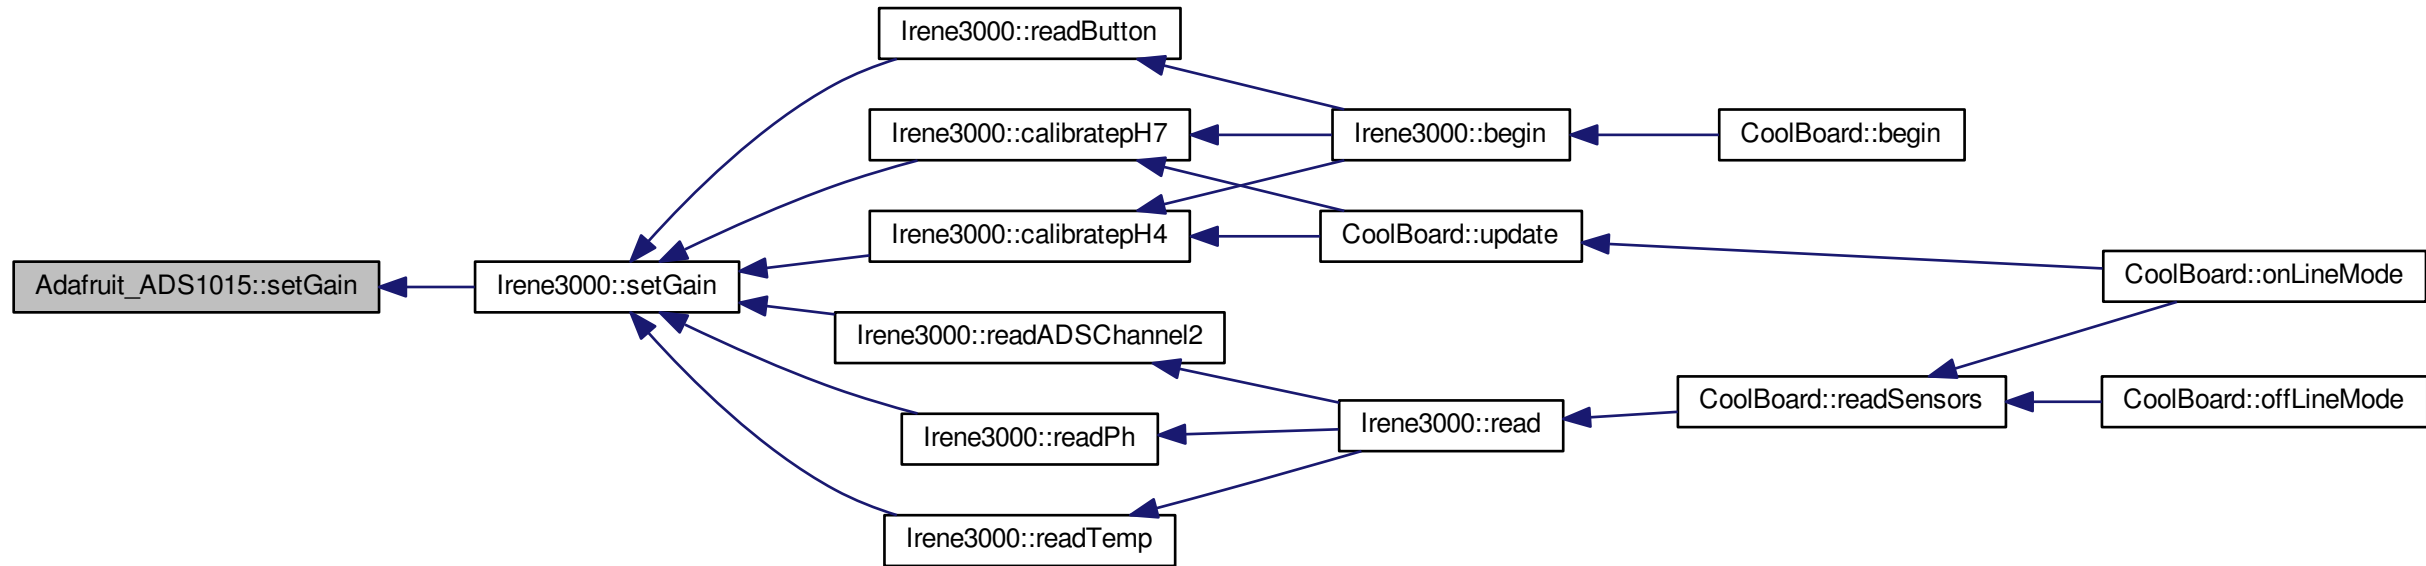 Irene3000::readButton
Irene3000::calibratepH7
Irene3000::begin
CoolBoard::begin
Irene3000::calibratepH4
CoolBoard::update
Adafruit_ADS1015::setGain
Irene3000::setGain
CoolBoard::onLineMode
Irene3000::readADSChannel2
Irene3000::readPh
Irene3000::read
CoolBoard::readSensors
CoolBoard::offLineMode
Irene3000::readTemp